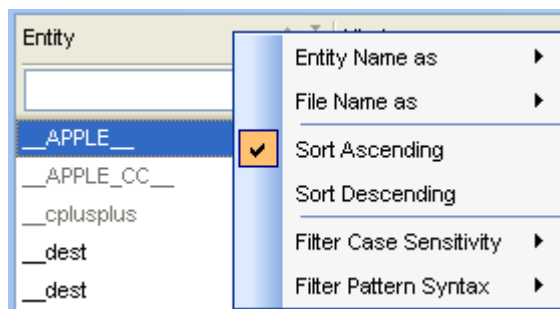 Entity
Entity Name as
File Name as
__APPLE__
Sort Ascending
__APPLE_CC__
Sort Descending
__cplusplus
__dest
Filter Case Sensitivity
__dest
Filter Pattern Syntax